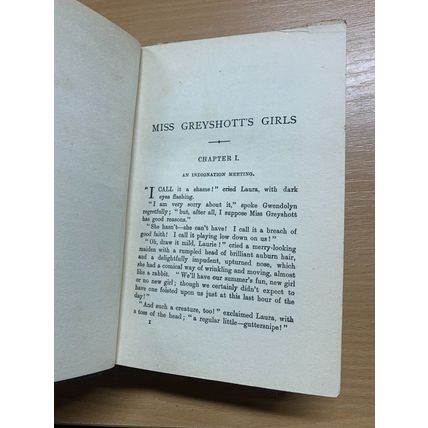 MISS GREYSHOTT'S GIRLS
CHAPTER I.
AN INDIGNATION MEETING.
"I CALL it a shame!" cried Laura, with dark
eyes flashing.
"I am very sorry about it," spoke Gwendolyn
regretfully; "but, after all, I suppose Miss Greyshott
has good reasons."
"She hasn't—she can't have! I call it a breach of
good faith! I call it playing low down on us!"
"Oh, draw it mild, Laurie!" cried a merry-looking
maiden with a rumpled head of brilliant auburn hair,
and a delightfully impudent, upturned nose, which
she had a comical way of wrinkling and moving, almost
like a rabbit. "We'll have our summer's fun, new girl
or no new girl; though we certainly didn't expect to
have one foisted upon us just at this last hour of the
day!"
"And such a creature, too!" exclaimed Laura, with
a toss of the head; "a regular little—guttersnipe!"
1